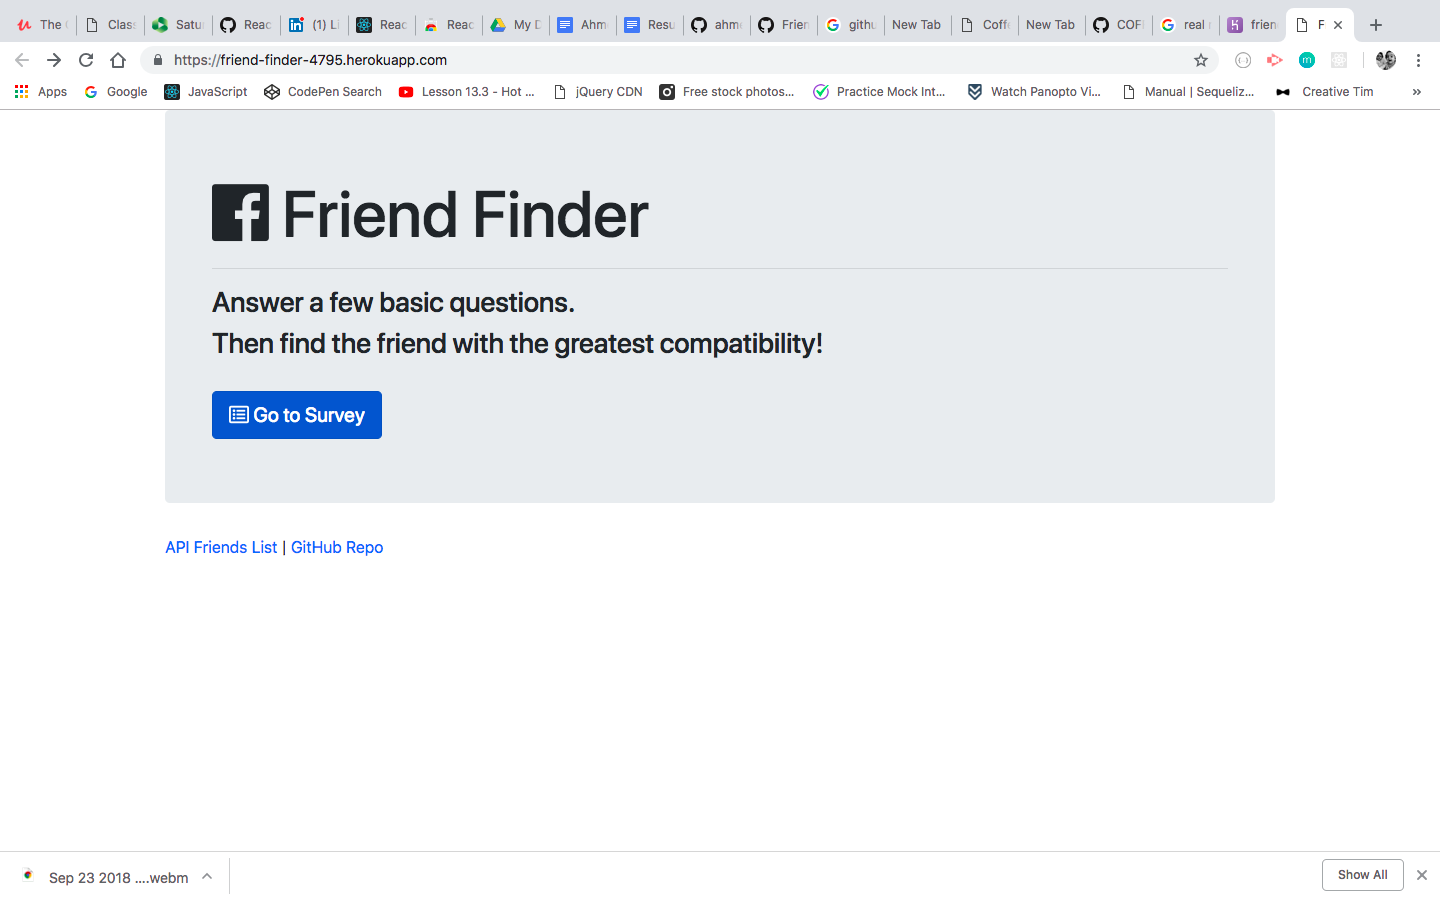 The Clas Satu Reac (1) Li Reac Reac My D Ahm Resu ahm Frien githu New Tab Coff New Tab COF real r frien F
https://friend-finder-4795.herokuapp.com
Apps Google JavaScript CodePen Search Lesson 13.3 - Hot ... jQuery CDN Free stock photos... Practice Mock Int... Watch Panopto Vi... Manual | Sequeliz... Creative Tim »
Friend Finder
Answer a few basic questions.
Then find the friend with the greatest compatibility!
Go to Survey
API Friends List | GitHub Repo
Sep 23 2018 ....webm Show All